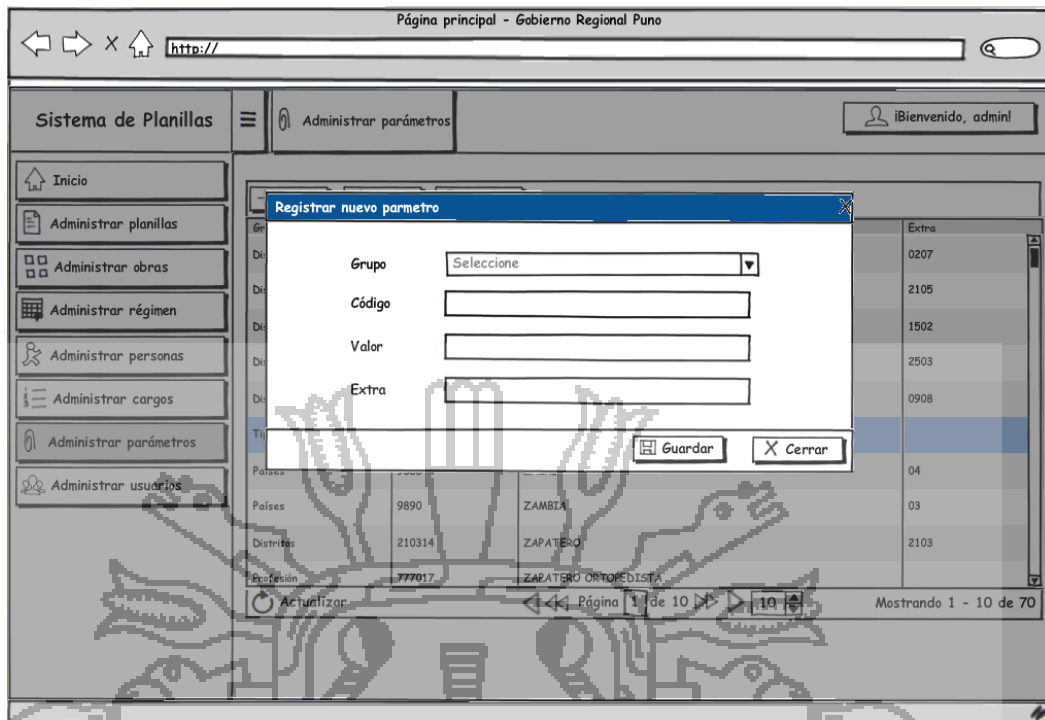 Página principal - Gobierno Regional Puno
http://
Sistema de Planillas
Administrar parámetros
¡Bienvenido, admin!
Inicio
Administrar planillas
Administrar obras
Administrar régimen
Administrar personas
Administrar cargos
Administrar parámetros
Administrar usuarios
Registrar nuevo parmetro
Grupo
Seleccione
Código
Valor
Extra
Guardar
Cerrar
Extra
0207
2105
1502
2503
0908
Países
04
Países 9890 ZAMBIA 03
Distritos 210314 ZAPATERO 2103
Profesión 777017 ZAPATERO ORTOPEDISTA
Actualizar
Página 1 de 10
10
Mostrando 1 - 10 de 70